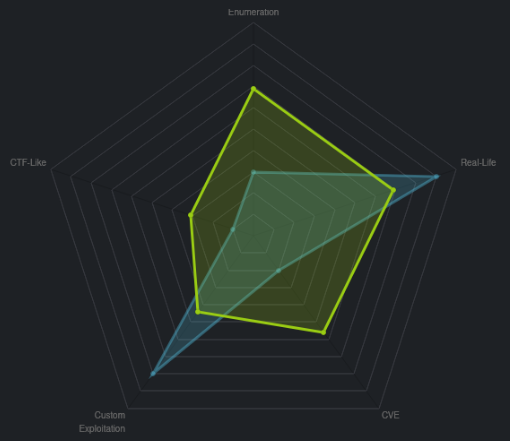 Enumeration
CTF-Like
Real-Life
Custom
Exploitation
CVE